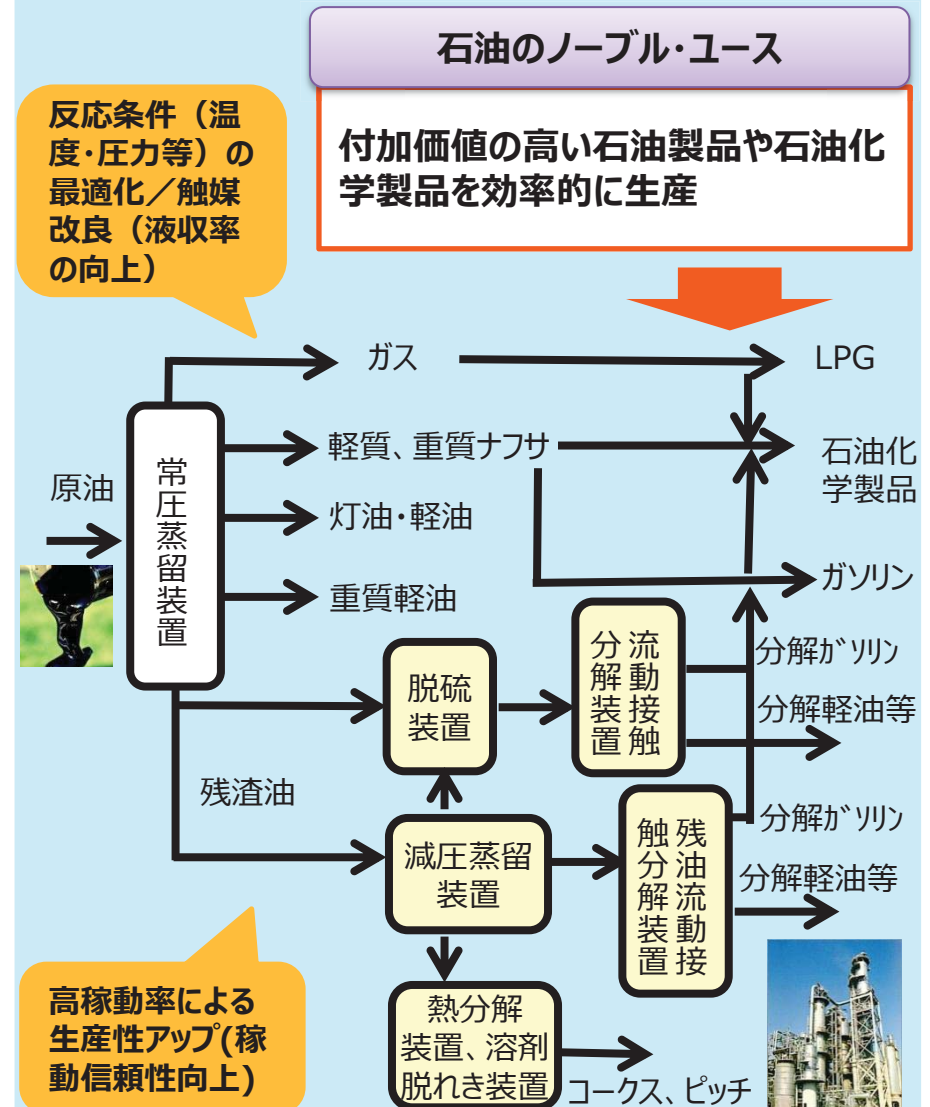 石油のノーブル・ユース
反応条件（温
度・圧力等）の
最適化／触媒
改良（液収率
の向上）
付加価値の高い石油製品や石油化
学製品を効率的に生産
ガス
LPG
原油
常圧蒸留装置
軽質、重質ナフサ
石油化
学製品
灯油・軽油
重質軽油
ガソリン
脱硫
装置
流動接触
分解装置
分解ｶﾞｿﾘﾝ
分解軽油等
残渣油
減圧蒸留
装置
残油流動接
触分解装置
分解ｶﾞｿﾘﾝ
分解軽油等
高稼動率による
生産性アップ(稼
動信頼性向上)
熱分解
装置、溶剤
脱れき装置
コークス、ピッチ